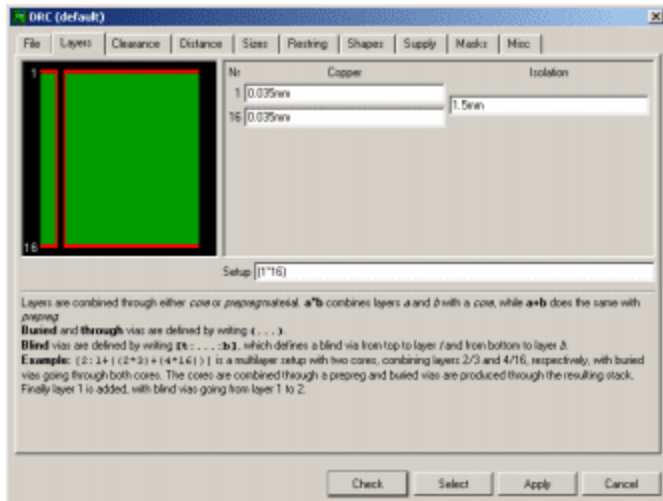 DRC (default)
File Layers Clearance Distance Sizes Restring Shapes Supply Masks Misc
Nr Copper Isolation
1
1 0.035mm
1.5mm
16 0.035mm
16
Setup (1*16)
Layers are combined through either core or prepreg material. a*b combines layers a and b with a core, while a+b does the same with
prepreg
Buried and through vias are defined by writing (...).
Blind vias are defined by writing [t:...:b], which defines a blind via from top to layer t and from bottom to layer b.
Example: [2:1+((2*3)+(4*16))] is a multilayer setup with two cores, combining layers 2/3 and 4/16, respectively, with buried
vias going through both cores. The cores are combined through a prepreg and buried vias are produced through the resulting stack.
Finally layer 1 is added, with blind vias going from layer 1 to 2.
Check Select Apply Cancel